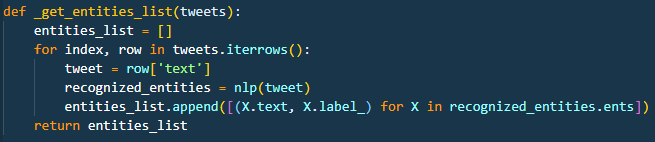 def _get_entities_list(tweets):
    entities_list = []
    for index, row in tweets.iterrows():
        tweet = row['text']
        recognized_entities = nlp(tweet)
        entities_list.append([(X.text, X.label_) for X in recognized_entities.ents])
    return entities_list